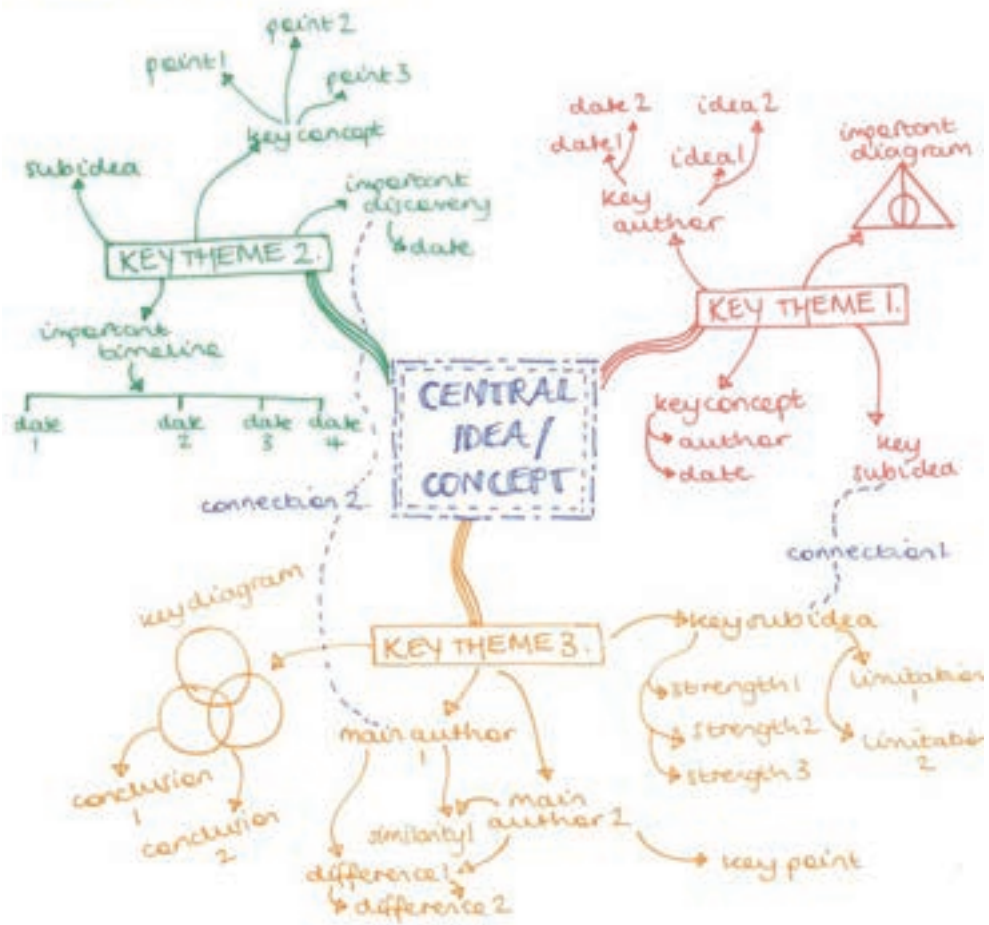 point 2
point 1
point 3
key concept
subidea
important
discovery
date
KEY THEME 2.
important
timeline
date
1
date
2
date
3
date
4
date 2
date 1
idea 2
idea 1
key
author
important
diagram
KEY THEME 1.
key concept
author
date
key
subidea
CENTRAL
IDEA/
CONCEPT
connection 2
connection 1
key diagram
KEY THEME 3.
key subidea
strength 1
strength 2
strength 3
limitation
1
limitation
2
main author
1
conclusion
1
conclusion
2
similarity 1
main
author 2
difference 1
difference 2
key point